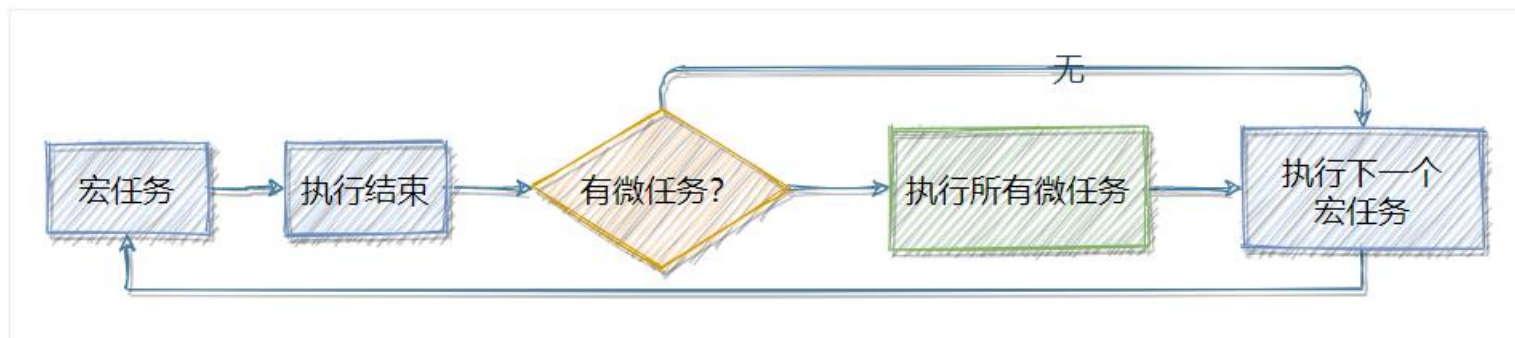 无
宏任务
执行结束
有微任务？
执行所有微任务
执行下一个
宏任务